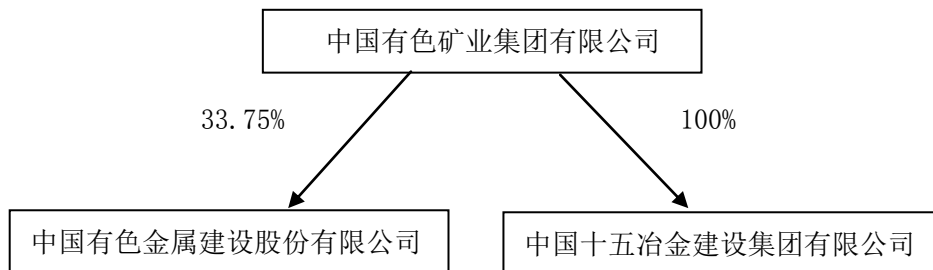 中国有色矿业集团有限公司
33.75%
100%
中国有色金属建设股份有限公司
中国十五冶金建设集团有限公司